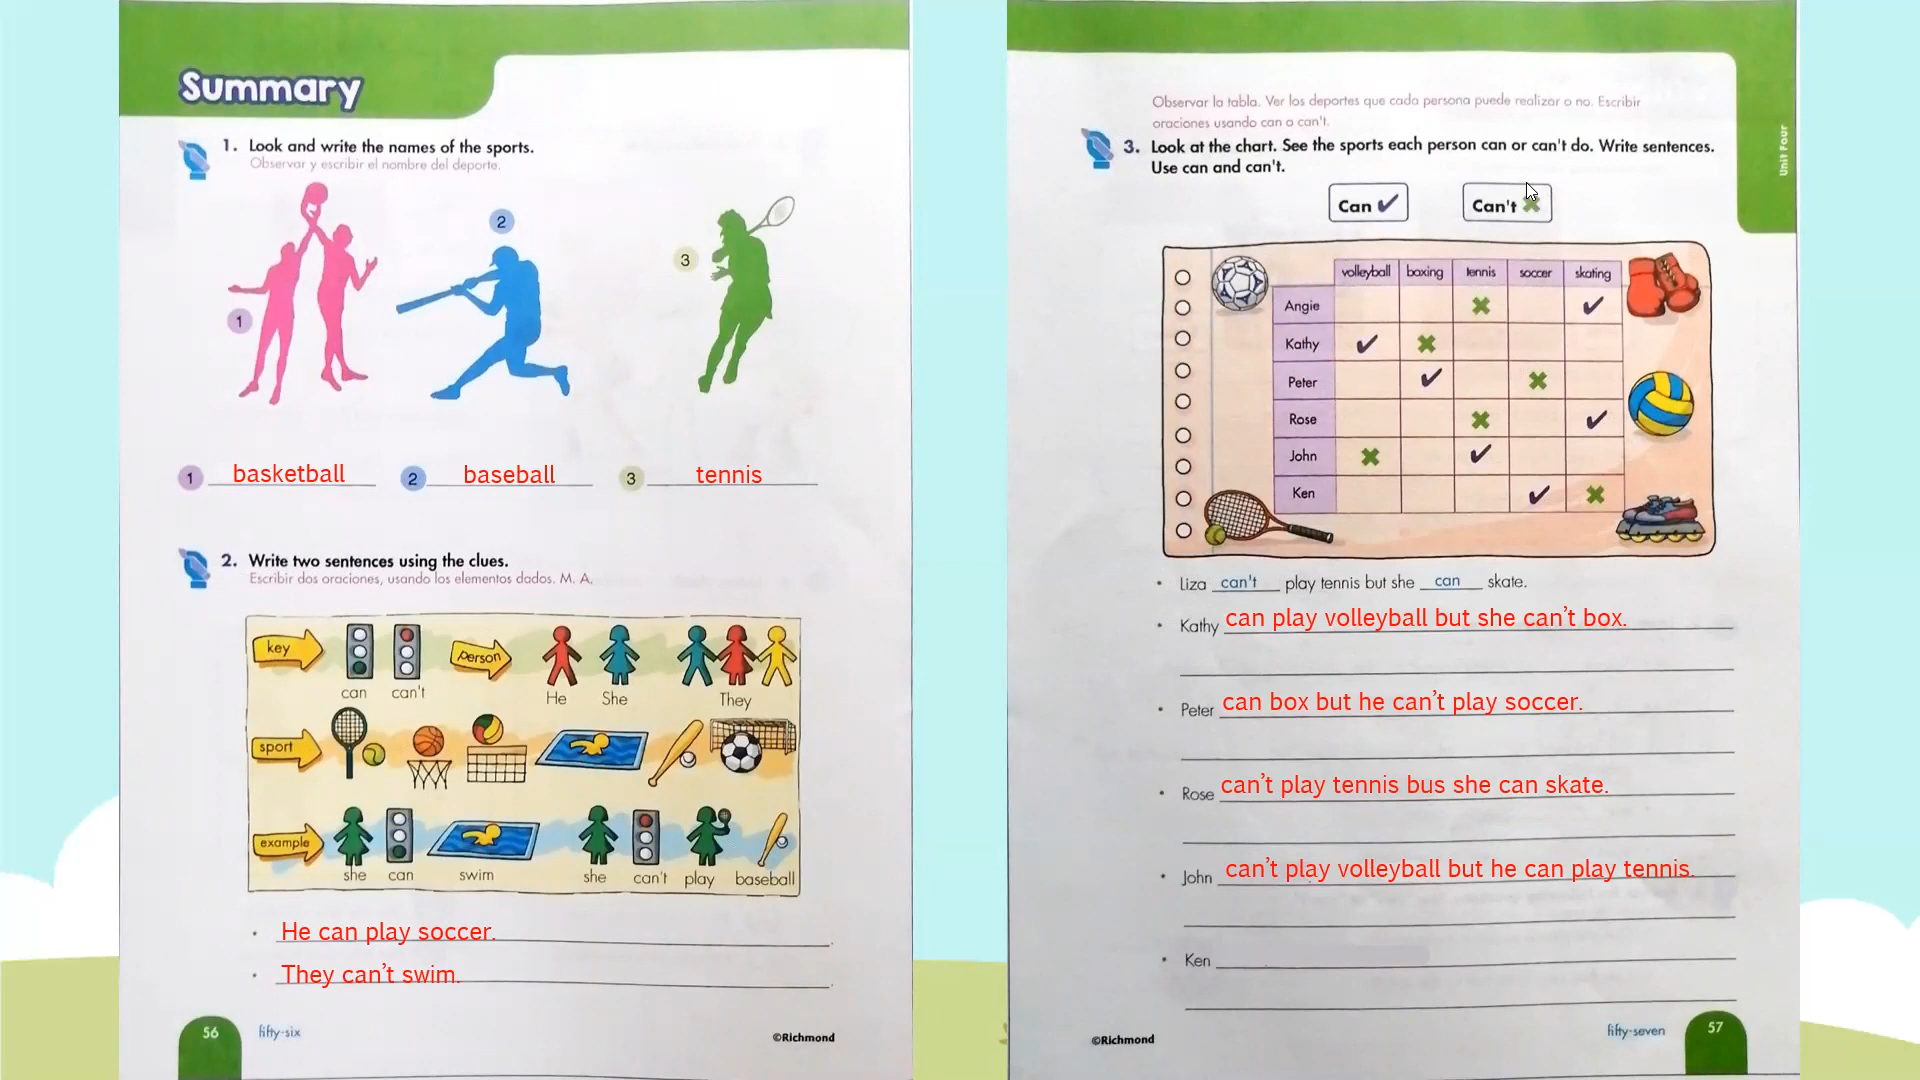 Summary
1. Look and write the names of the sports.
Observar y escribir el nombre del deporte.
2
3
1
1 basketball 2 baseball 3 tennis
2. Write two sentences using the clues.
Escribir dos oraciones, usando los elementos dados. M. A.
key
person
can can't He She They
sport
example
she can swim she can't play baseball
• He can play soccer.
• They can’t swim.
56 fifty-six
©Richmond
Observar la tabla. Ver los deportes que cada persona puede realizar o no. Escribir
oraciones usando can o can't.
3. Look at the chart. See the sports each person can or can't do. Write sentences.
Use can and can't.
Unit Four
Can ✔ Can't ✖
volleyball boxing tennis soccer skating
Angie ✖ ✔
Kathy ✔ ✖
Peter ✔ ✖
Rose ✖ ✔
John ✖ ✔
Ken ✔ ✖
• Liza can't play tennis but she can skate.
• Kathy can play volleyball but she can’t box.
• Peter can box but he can’t play soccer.
• Rose can’t play tennis bus she can skate.
• John can’t play volleyball but he can play tennis.
• Ken
©Richmond
fifty-seven 57